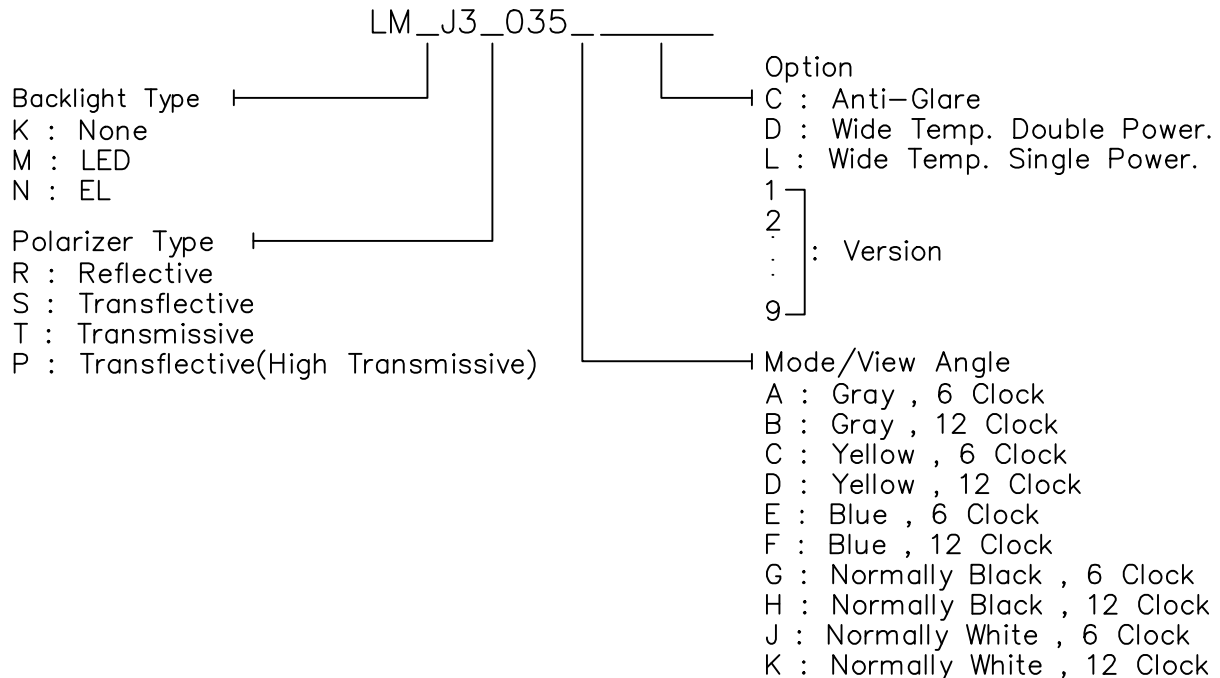 LM_J3_035_ _____
Backlight Type
K : None
M : LED
N : EL
Polarizer Type
R : Reflective
S : Transflective
T : Transmissive
P : Transflective(High Transmissive)
Option
C : Anti-Glare
D : Wide Temp. Double Power.
L : Wide Temp. Single Power.
1
2
.
.
.
9
: Version
Mode/View Angle
A : Gray , 6 Clock
B : Gray , 12 Clock
C : Yellow , 6 Clock
D : Yellow , 12 Clock
E : Blue , 6 Clock
F : Blue , 12 Clock
G : Normally Black , 6 Clock
H : Normally Black , 12 Clock
J : Normally White , 6 Clock
K : Normally White , 12 Clock